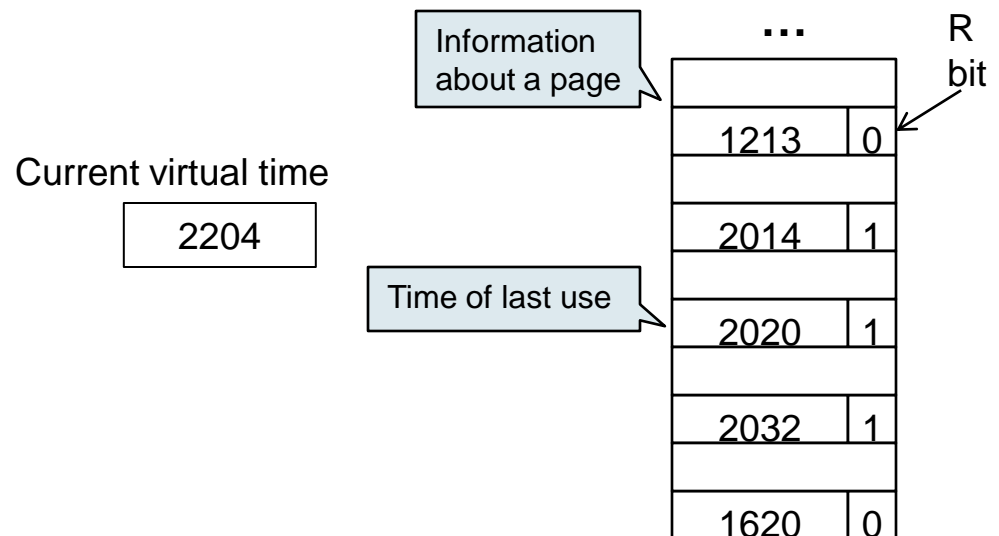 Information
about a page
...
R
bit
1213 0
Current virtual time
2204
2014 1
Time of last use
2020 1
2032 1
1620 0